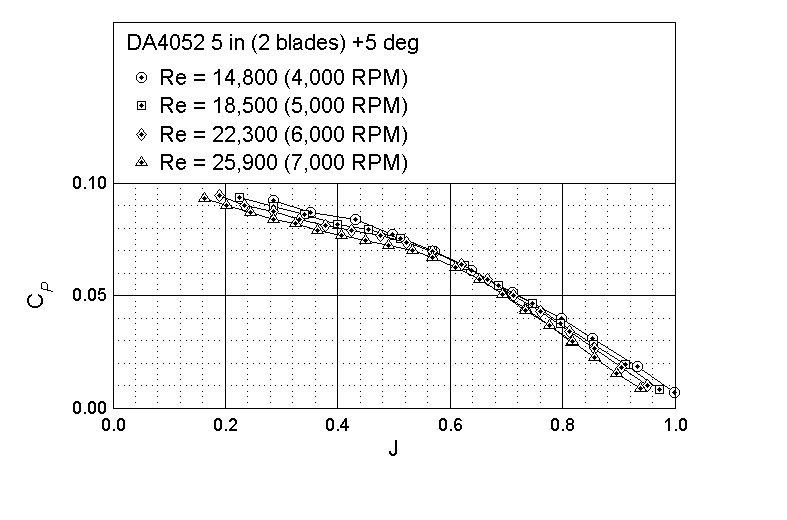 DA4052 5 in (2 blades) +5 deg
Re = 14,800 (4,000 RPM)
Re = 18,500 (5,000 RPM)
Re = 22,300 (6,000 RPM)
Re = 25,900 (7,000 RPM)
0.10
0.05
0.00
CP
0.0 0.2 0.4 0.6 0.8 1.0
J